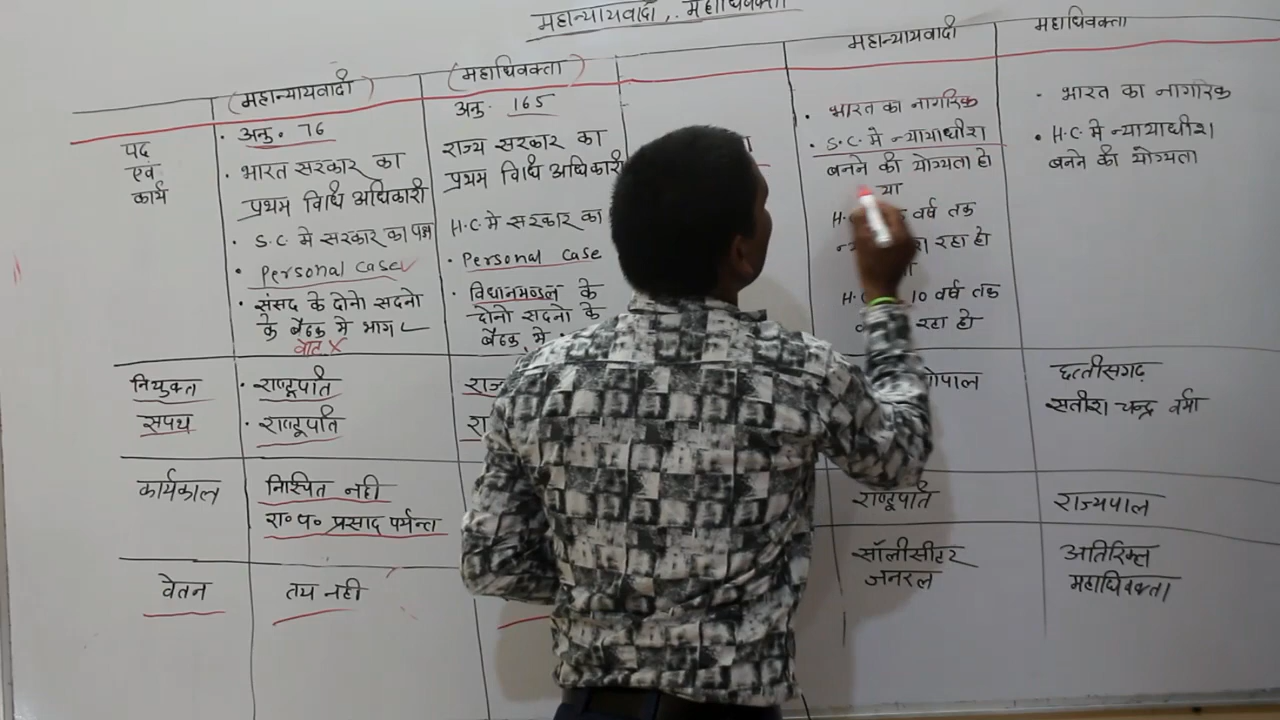 महान्यायवादी, महाधिवक्ता
(महान्यायवादी)
(महाधिवक्ता)
महान्यायवादी
महाधिवक्ता
पद
एवं
कार्य
• अनु. 76
• भारत सरकार का
प्रथम विधि अधिकारी
• S.C. मे सरकार का पक्ष
• Personal Case ✓
• संसद के दोनो सदनो
के बैठक मे भाग
वोट X
अनु. 165
राज्य सरकार का
प्रथम विधि अधिकारी
H.C. मे सरकार का
• Personal Case
• विधानमण्डल के
दोनो सदनो के
बैठक मे
• भारत का नागरिक
• S.C. मे न्यायाधीश
बनने की योग्यता हो
या
H.C. वर्ष तक
रहा हो
H.C. 10 वर्ष तक
रहा हो
• भारत का नागरिक
• H.C मे न्यायाधीश
बनने की योग्यता
नियुक्त
• राष्ट्रपति
छत्तीसगढ़
सपथ
• राष्ट्रपति
सतीश चन्द्र वर्मा
कार्यकाल
निश्चित नही
रा०प० प्रसाद पर्यन्त
राष्ट्रपति
राज्यपाल
वेतन
तय नही
सॉलीसीटर
जनरल
अतिरिक्त
महाधिवक्ता